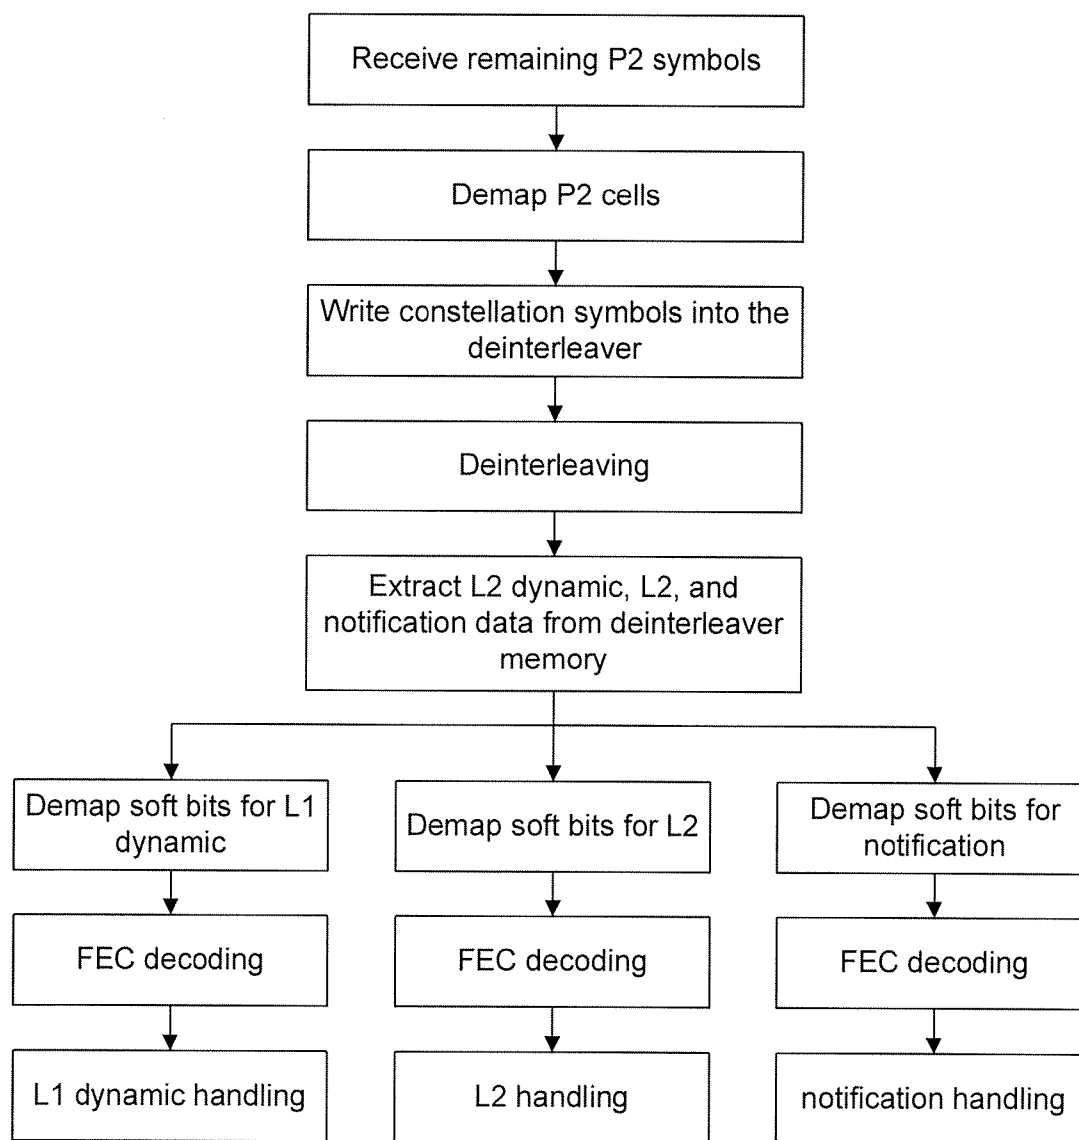 Receive remaining P2 symbols
Demap P2 cells
Write constellation symbols into the
deinterleaver
Deinterleaving
Extract L2 dynamic, L2, and
notification data from deinterleaver
memory
Demap soft bits for L1
dynamic
Demap soft bits for L2
Demap soft bits for
notification
FEC decoding
FEC decoding
FEC decoding
L1 dynamic handling
L2 handling
notification handling